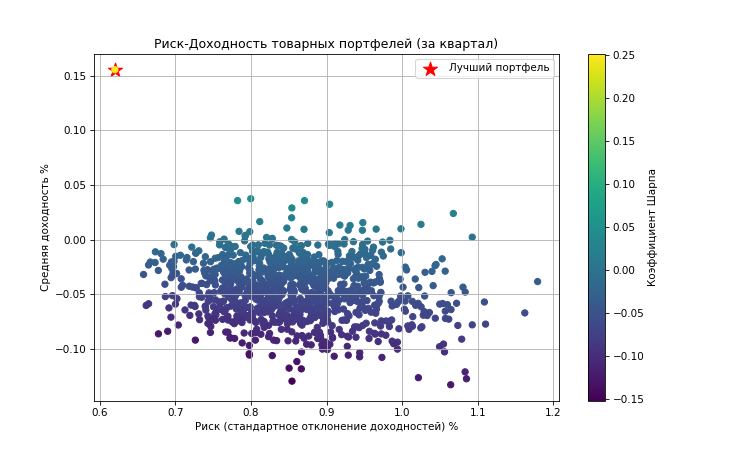 Риск-Доходность товарных портфелей (за квартал)
Лучший портфель
Средняя доходность %
0.15
0.10
0.05
0.00
−0.05
−0.10
0.6 0.7 0.8 0.9 1.0 1.1 1.2
Риск (стандартное отклонение доходностей) %
0.25
0.20
0.15
0.10
0.05
0.00
−0.05
−0.10
−0.15
Коэффициент Шарпа